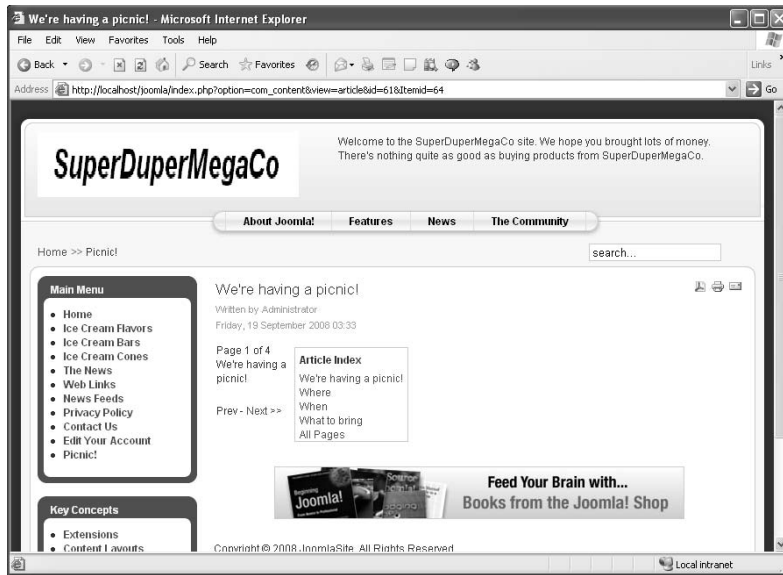 We're having a picnic! - Microsoft Internet Explorer
File Edit View Favorites Tools Help
Back Search Favorites Links
Address http://localhost/joomla/index.php?option=com_content&view=article&id=61&Itemid=64 Go
SuperDuperMegaCo
Welcome to the SuperDuperMegaCo site. We hope you brought lots of money.
There's nothing quite as good as buying products from SuperDuperMegaCo.
About Joomla! Features News The Community
Home >> Picnic!
search...
Main Menu
Home
Ice Cream Flavors
Ice Cream Bars
Ice Cream Cones
The News
Web Links
News Feeds
Privacy Policy
Contact Us
Edit Your Account
Picnic!
Key Concepts
Extensions
Content Layouts
We're having a picnic!
Written by Administrator
Friday, 19 September 2008 03:33
Page 1 of 4
We're having a
picnic!
Prev - Next >>
Article Index
We're having a picnic!
Where
When
What to bring
All Pages
Beginning
Joomla!
Feed Your Brain with...
Books from the Joomla! Shop
Copyright © 2008 JoomlaSite. All Rights Reserved
Local intranet